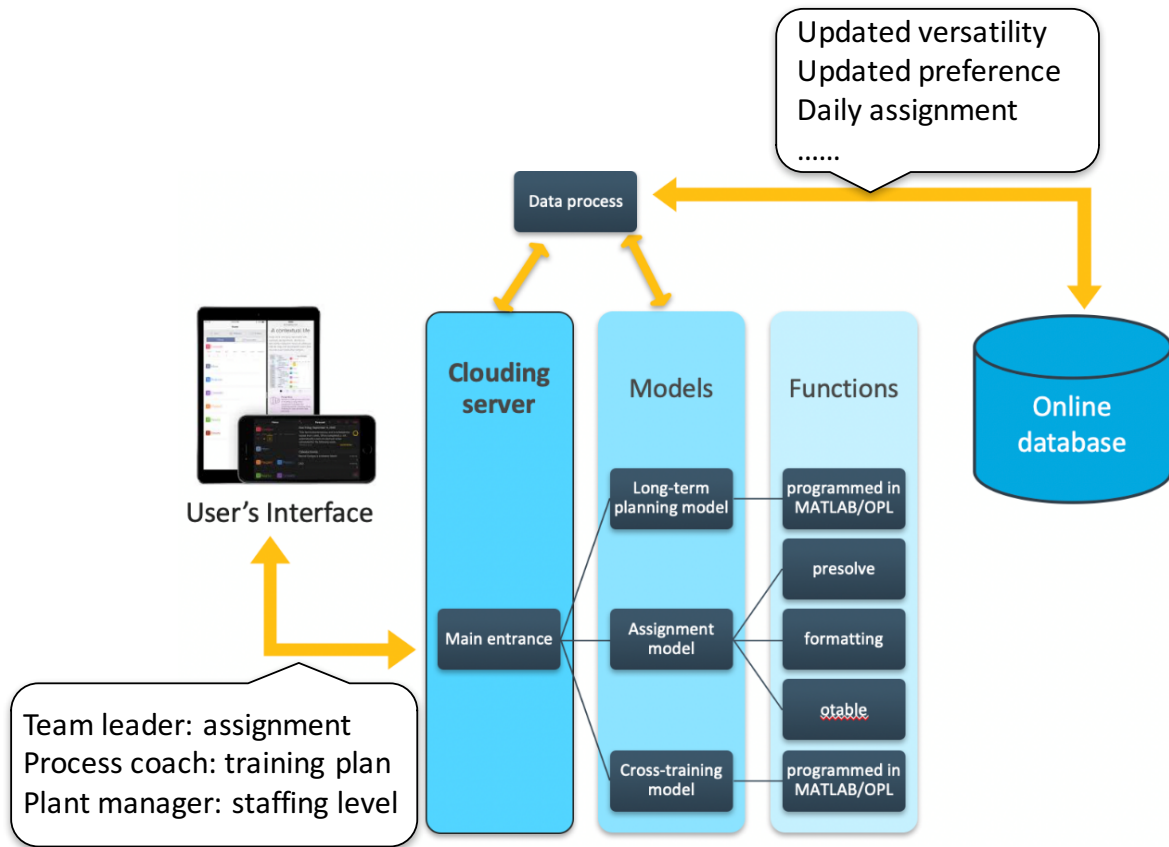 Updated versatility
Updated preference
Daily assignment
......
Data process
Clouding
server
Models
Functions
Online
database
User's Interface
Long-term
planning model
programmed in
MATLAB/OPL
presolve
Main entrance
Assignment
model
formatting
otable
Cross-training
model
programmed in
MATLAB/OPL
Team leader: assignment
Process coach: training plan
Plant manager: staffing level